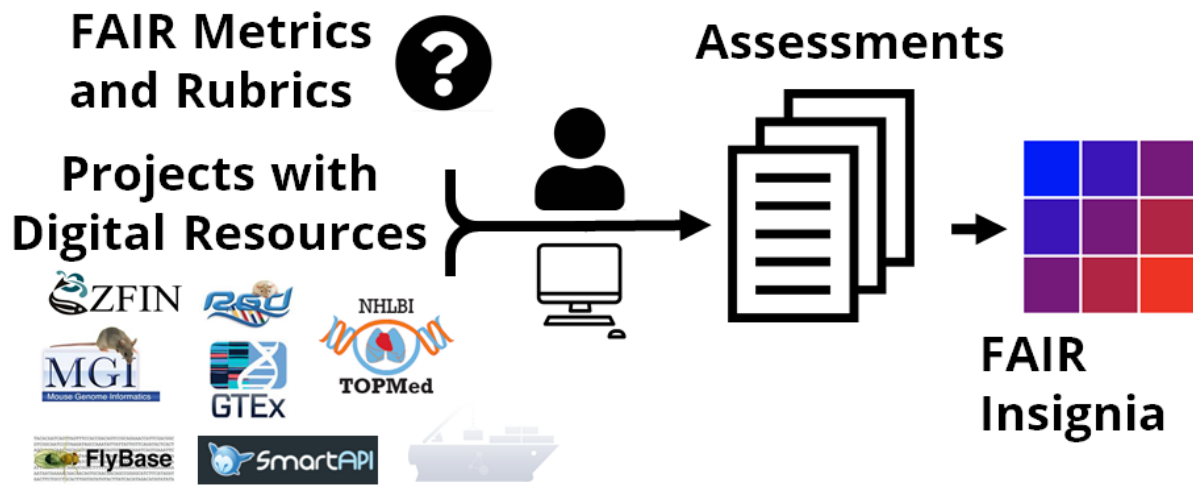 FAIR Metrics
and Rubrics
?
Assessments
Projects with
Digital Resources
ZFIN
RGD
NHLBI
TOPMed
MGI
Mouse Genome Informatics
GTEx
FlyBase
SmartAPI
FAIR
Insignia